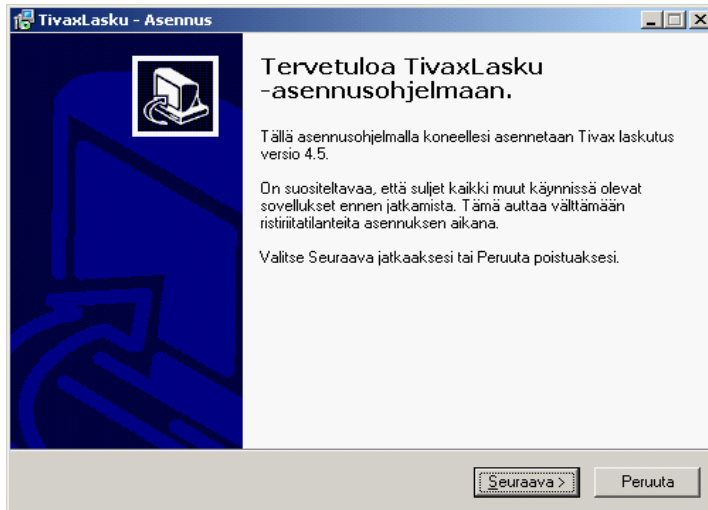 TivaxLasku - Asennus
Tervetuloa TivaxLasku
-asennusohjelmaan.
Tällä asennusohjelmalla koneellesi asennetaan Tivax laskutus
versio 4.5.
On suositeltavaa, että suljet kaikki muut käynnissä olevat
sovellukset ennen jatkamista. Tämä auttaa välttämään
ristiriitatilanteita asennuksen aikana.
Valitse Seuraava jatkaaksesi tai Peruuta poistuaksesi.
Seuraava > Peruuta